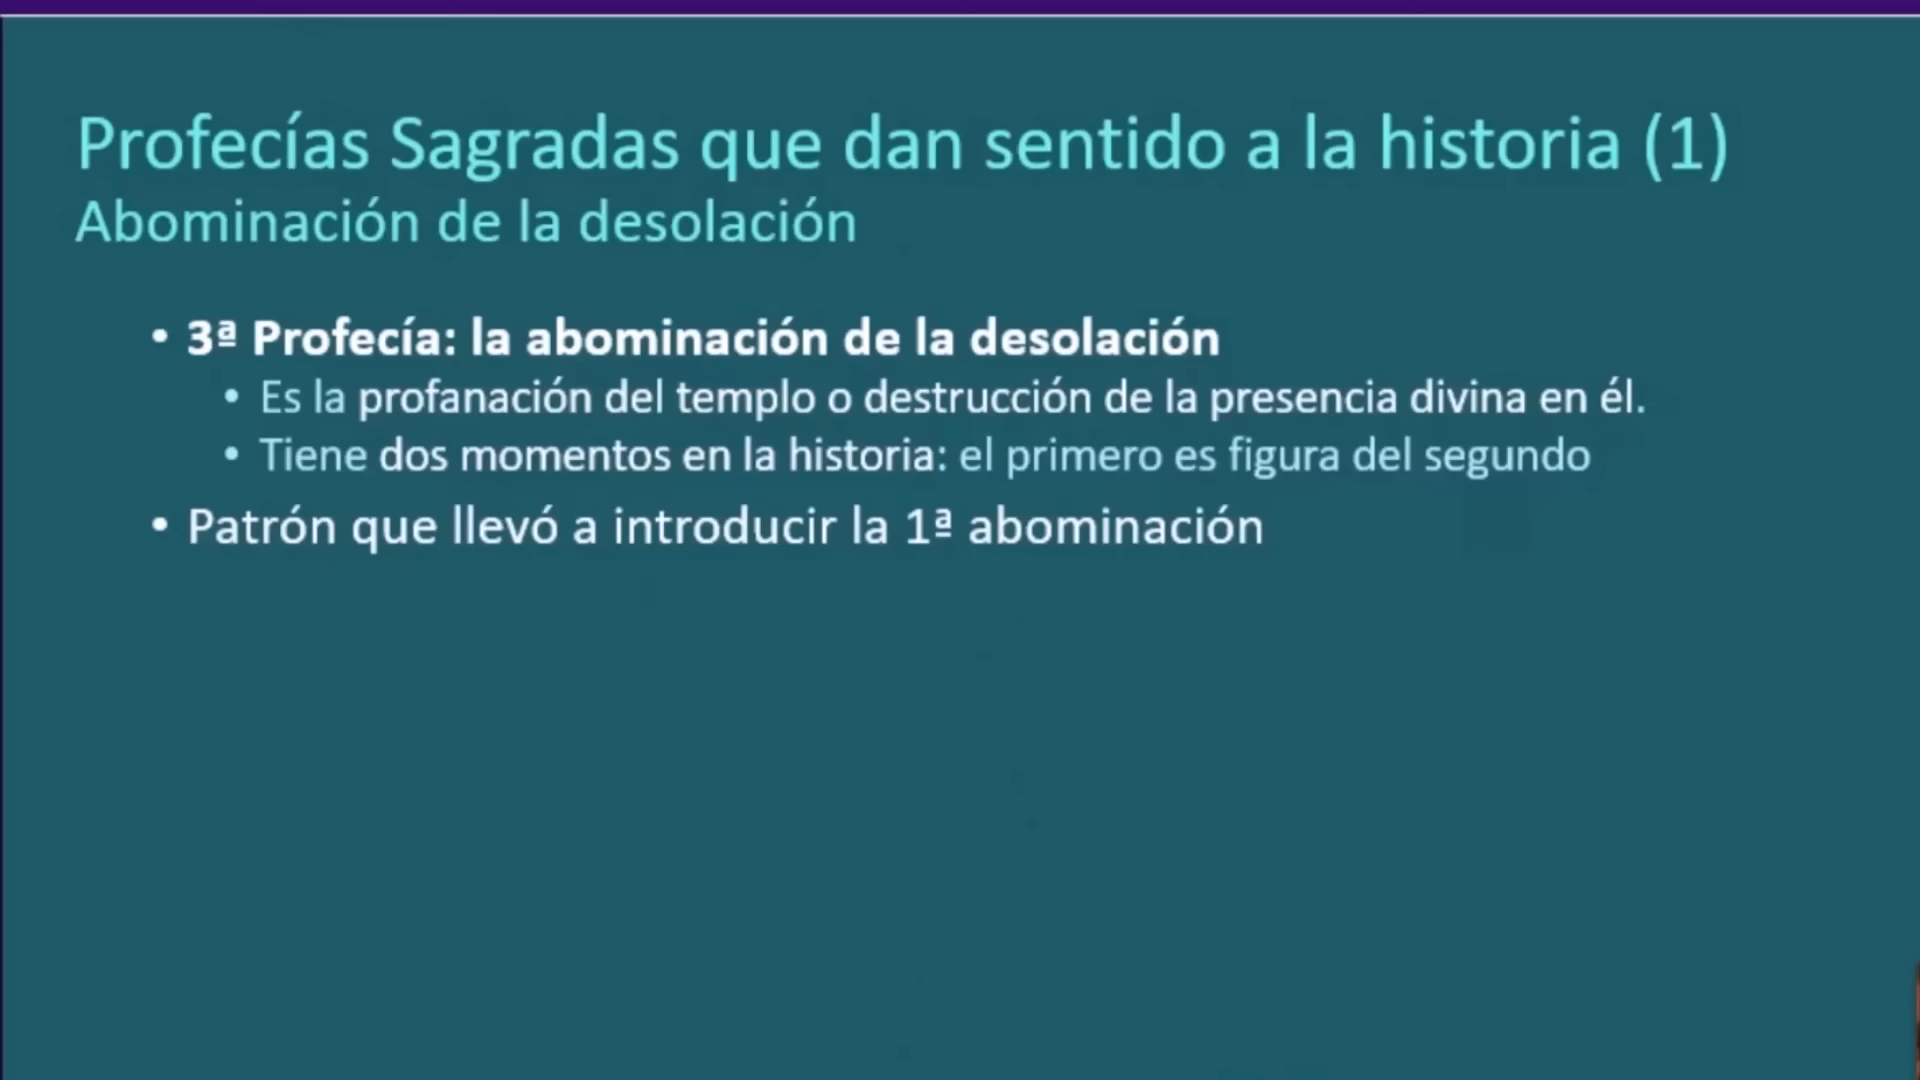 Profecías Sagradas que dan sentido a la historia (1)
Abominación de la desolación
• 3ª Profecía: la abominación de la desolación
• Es la profanación del templo o destrucción de la presencia divina en él.
• Tiene dos momentos en la historia: el primero es figura del segundo
• Patrón que llevó a introducir la 1ª abominación